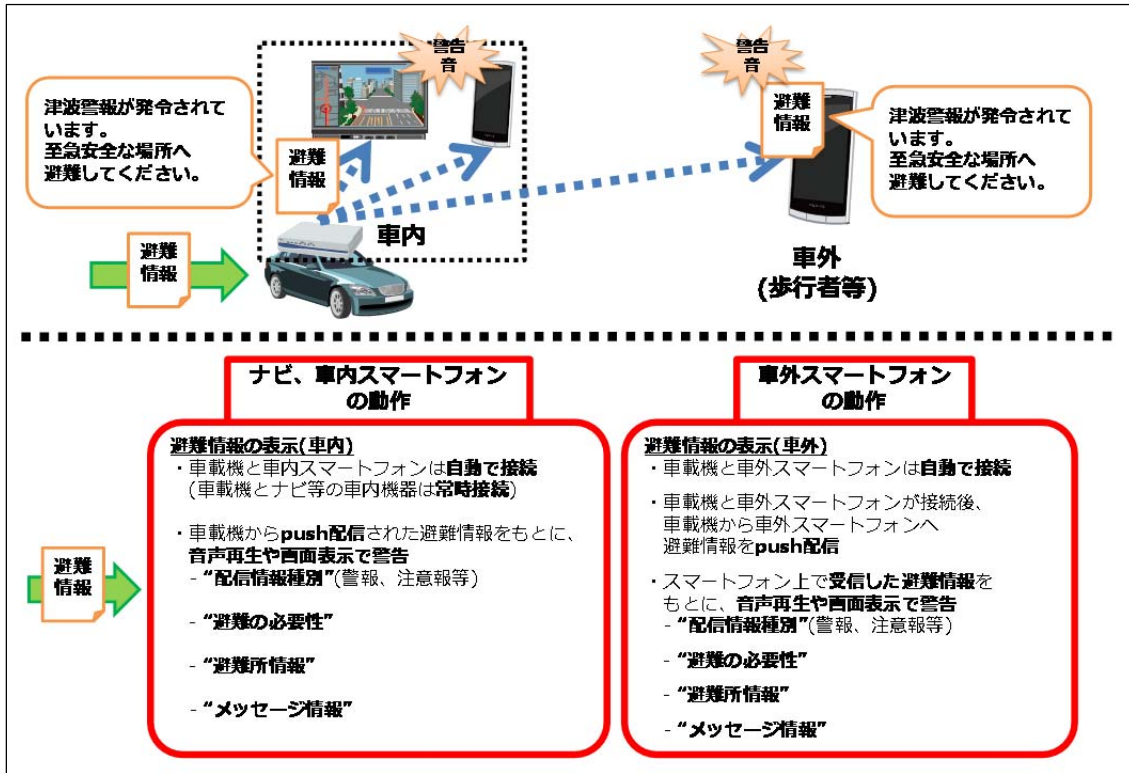 警告
音
警告
音
津波警報が発令されて
います。
至急安全な場所へ
避難してください。
避難
情報
避難
情報
津波警報が発令されて
います。
至急安全な場所へ
避難してください。
車内
避難
情報
車外
(歩行者等)
ナビ、車内スマートフォン
の動作
避難情報の表示(車内)
・車載機と車内スマートフォンは自動で接続
(車載機とナビ等の車内機器は常時接続)
・車載機からpush配信された避難情報をもとに、
音声再生や画面表示で警告
- “配信情報種別”(警報、注意報等)
- “避難の必要性”
- “避難所情報”
- “メッセージ情報”
避難
情報
車外スマートフォン
の動作
避難情報の表示(車外)
・車載機と車外スマートフォンは自動で接続
・車載機と車外スマートフォンが接続後、
車載機から車外スマートフォンへ
避難情報をpush配信
・スマートフォン上で受信した避難情報を
もとに、音声再生や画面表示で警告
- “配信情報種別”(警報、注意報等)
- “避難の必要性”
- “避難所情報”
- “メッセージ情報”